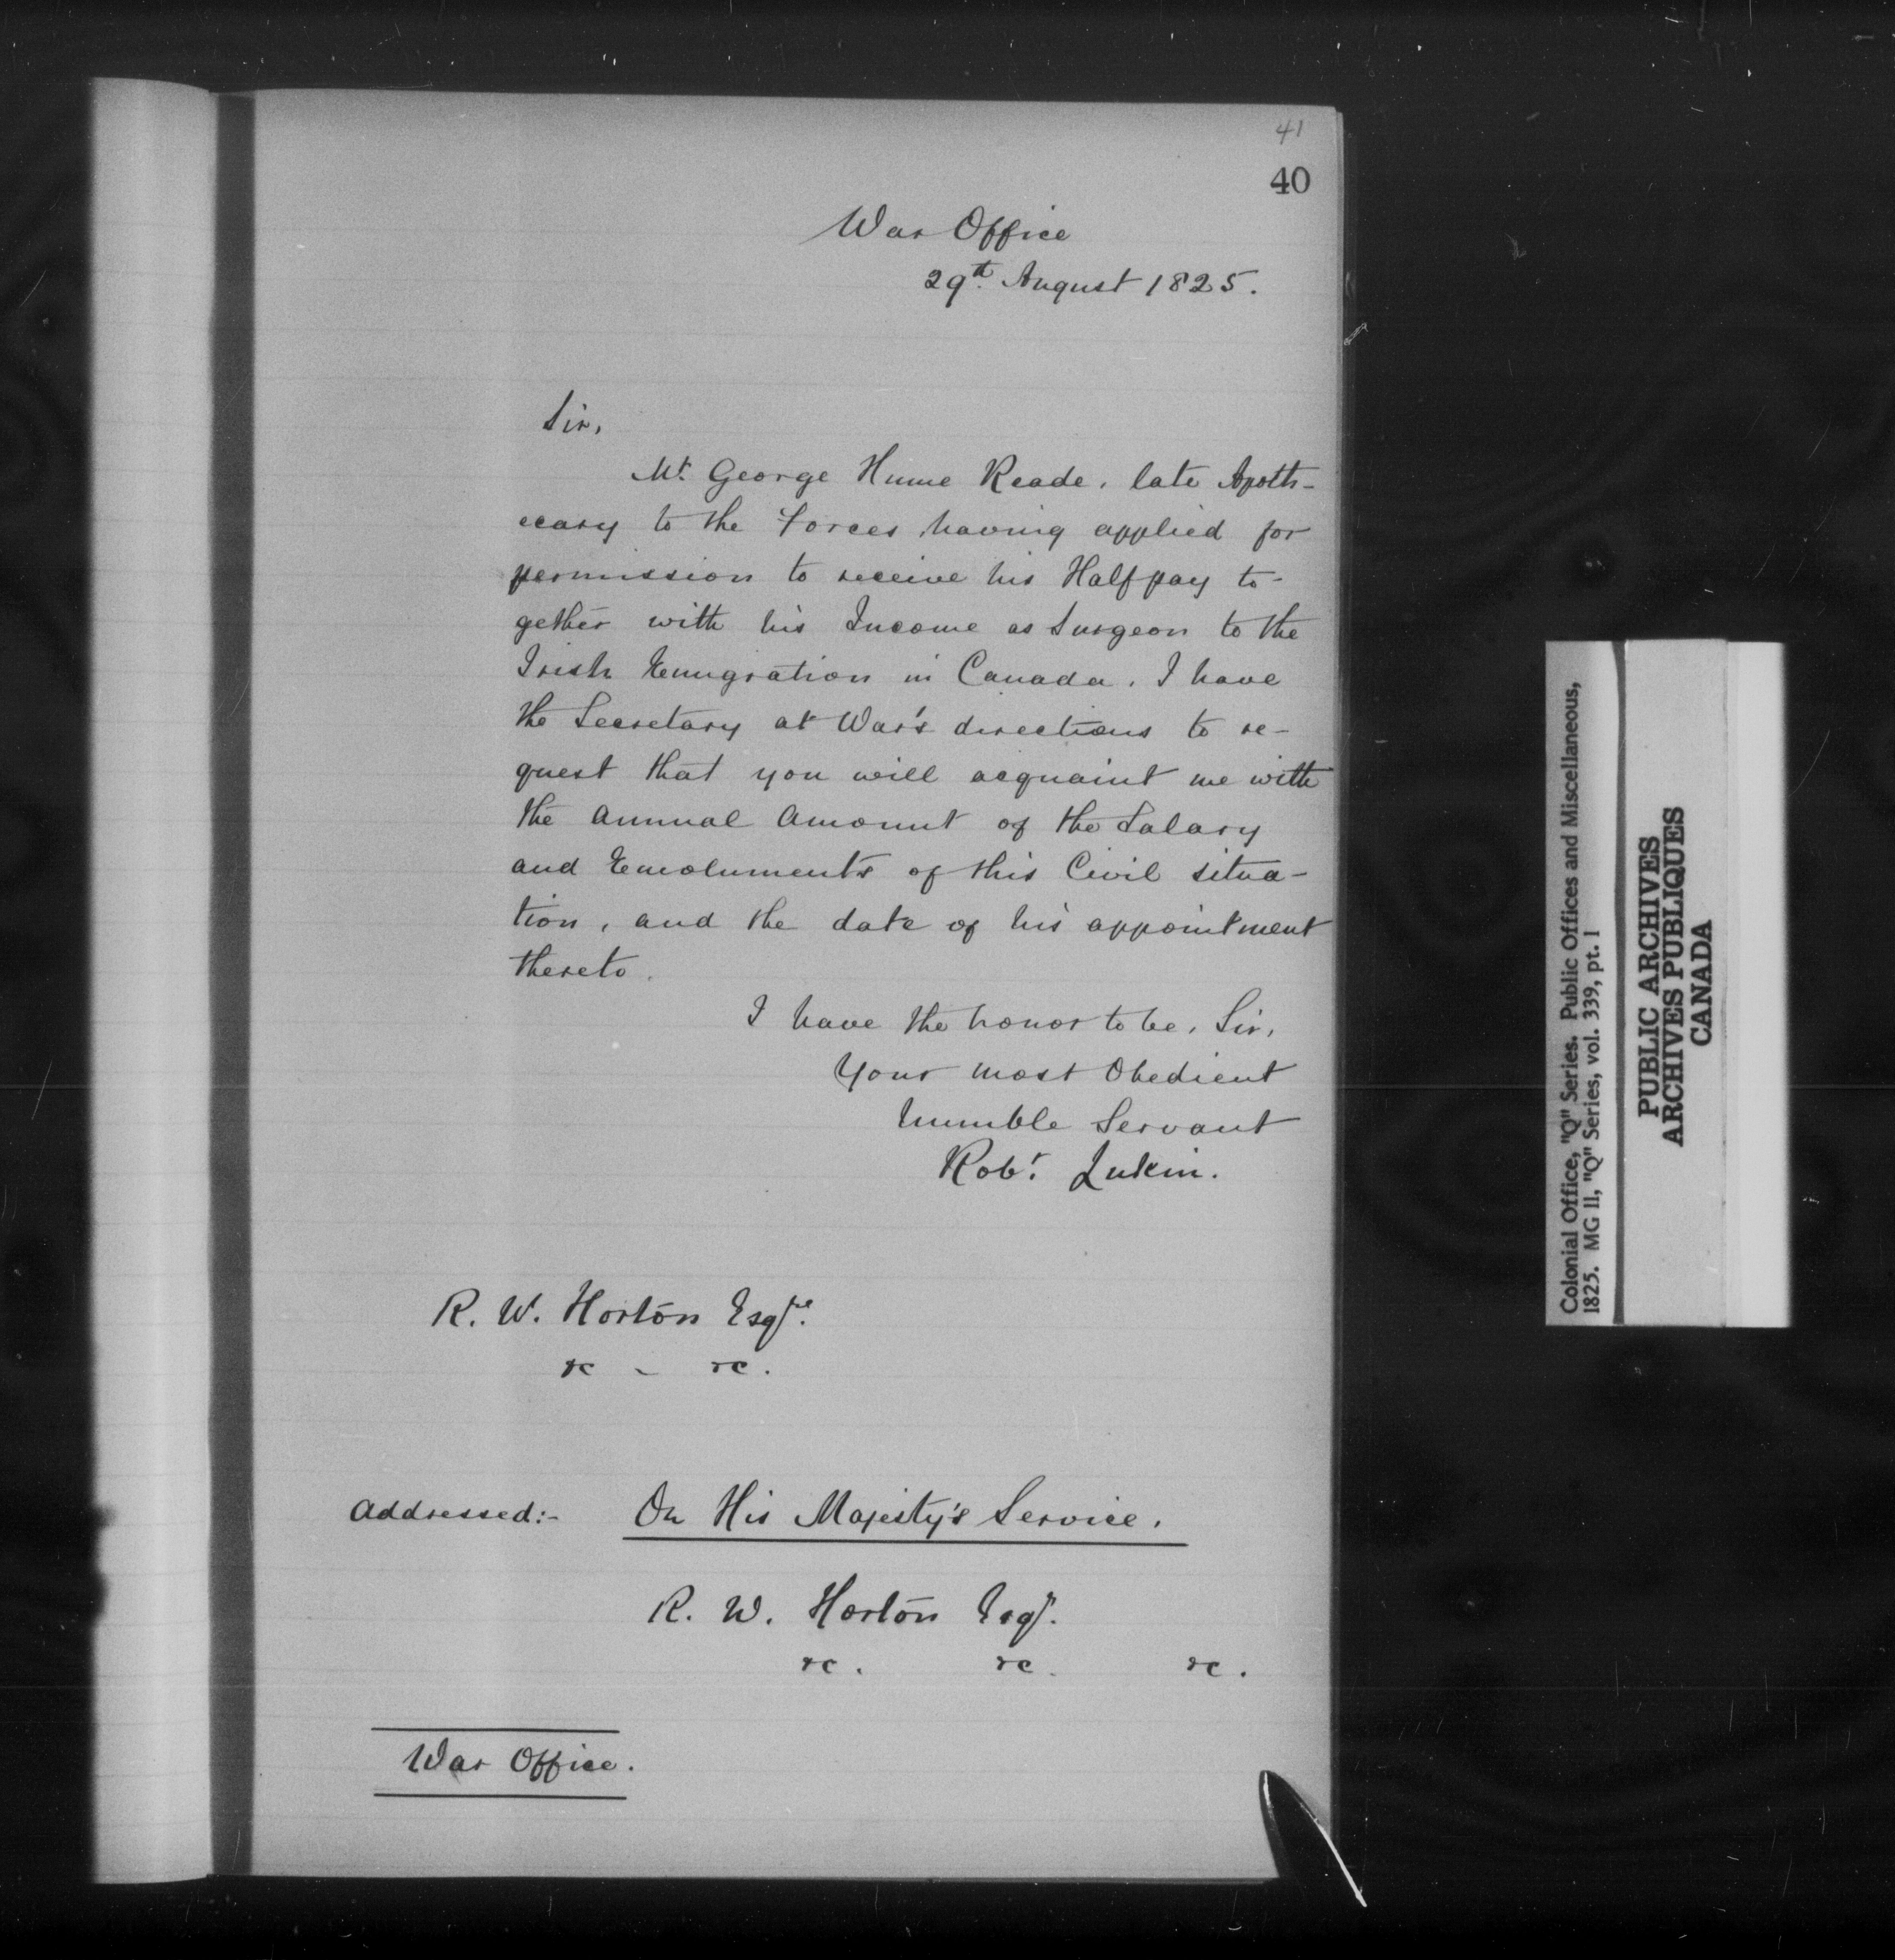 41
40
War Office
29th. August 1825.
Sir,
Mr. George Hume Reade, late Apoth-
ecary to the Forces, having applied for
permission to receive his Half pay to-
gether with his Income as Surgeon to the
Irish Emigration in Canada, I have
the Secretary at War's directions to re-
quest that you will acquaint me with
the Annual Amount of the Salary
and Emoluments of this Civil situa-
tion, and the date of his appointment
thereto.
I have the honor to be, Sir,
Your most Obedient
humble Servant
Robt. Lukin.
R. W. Horton Esqre.
&c - &c.
Addressed:- On His Majesty's Service.
R. W. Horton Esqr.
&c. &c. &c.
War Office.
Colonial Office, "Q" Series. Public Offices and Miscellaneous,
1825. MG 11, "Q" Series, vol. 339, pt. 1
PUBLIC ARCHIVES
ARCHIVES PUBLIQUES
CANADA